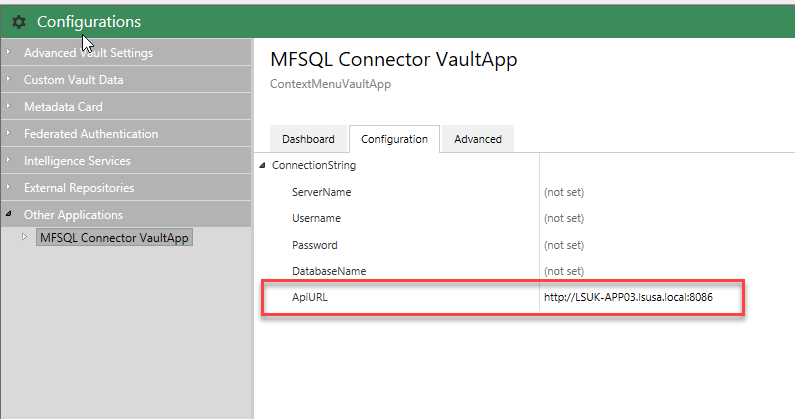 Configurations
Advanced Vault Settings
Custom Vault Data
Metadata Card
Federated Authentication
Intelligence Services
External Repositories
Other Applications
MFSQL Connector VaultApp
MFSQL Connector VaultApp
ContextMenuVaultApp
Dashboard Configuration Advanced
ConnectionString
ServerName (not set)
Username (not set)
Password (not set)
DatabaseName (not set)
ApiURL http://LSUK-APP03.lsusa.local:8086